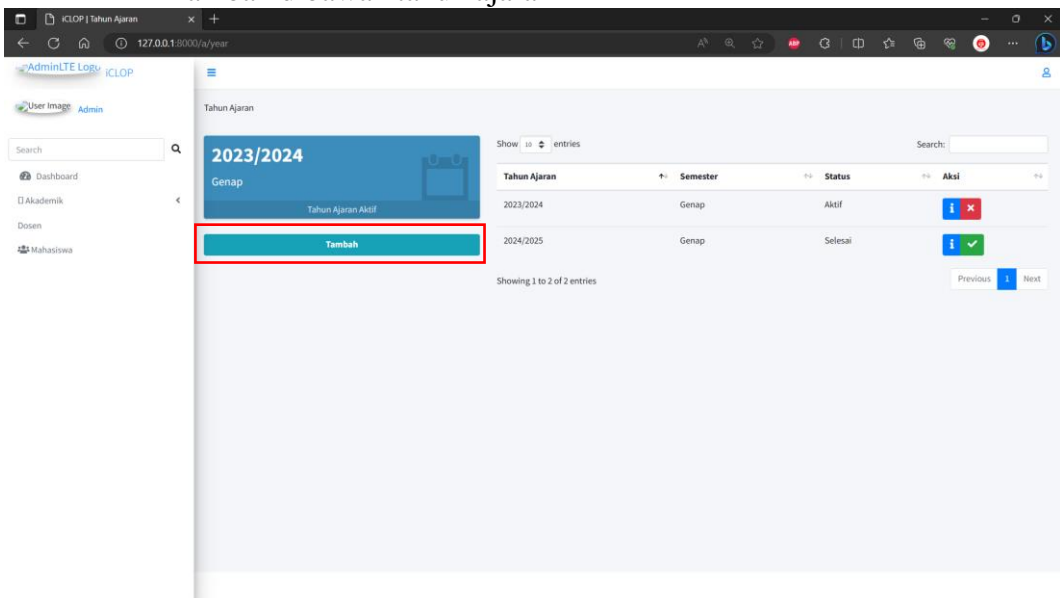 iCLOP | Tahun Ajaran
127.0.0.1:8000/a/year
AdminLTE Logo iCLOP
User Image Admin
Search
Dashboard
Akademik
Dosen
Mahasiswa
Tahun Ajaran
2023/2024
Genap
Tahun Ajaran Aktif
Tambah
Show 10 entries Search:
Tahun Ajaran Semester Status Aksi
2023/2024 Genap Aktif
2024/2025 Genap Selesai
Showing 1 to 2 of 2 entries Previous 1 Next